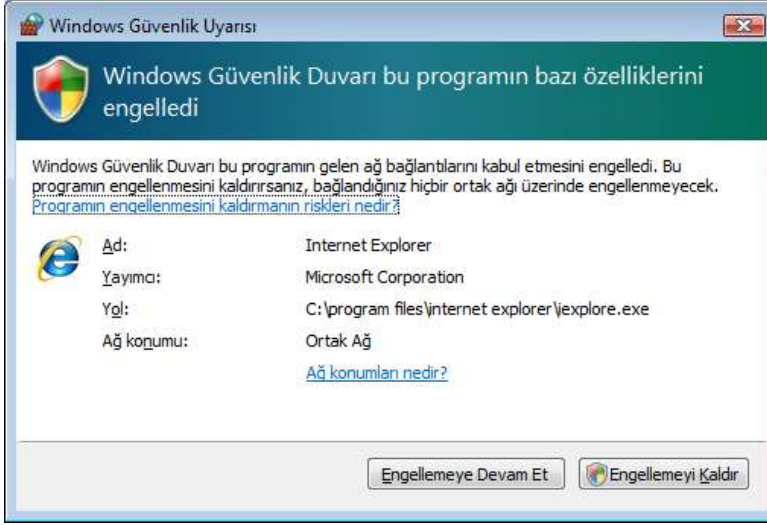 Windows Güvenlik Uyarısı
Windows Güvenlik Duvarı bu programın bazı özelliklerini
engelledi
Windows Güvenlik Duvarı bu programın gelen ağ bağlantılarını kabul etmesini engelledi. Bu
programın engellenmesini kaldırırsanız, bağlandığınız hiçbir ortak ağı üzerinde engellenmeyecek.
Programın engellenmesini kaldırmanın riskleri nedir?
Ad: Internet Explorer
Yayımcı: Microsoft Corporation
Yol: C:\program files\internet explorer\iexplore.exe
Ağ konumu: Ortak Ağ
Ağ konumları nedir?
Engellemeye Devam Et Engellemeyi Kaldır